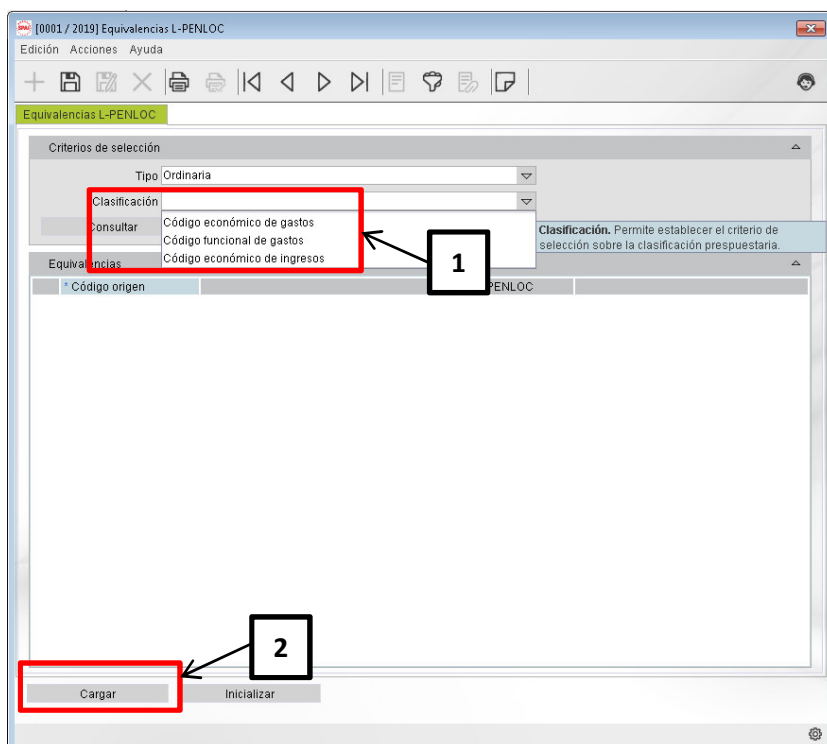 [0001 / 2019] Equivalencias L-PENLOC
Edición Acciones Ayuda
Equivalencias L-PENLOC
Criterios de selección
Tipo Ordinaria
Clasificación
Consultar
Código económico de gastos
Código funcional de gastos
Código económico de ingresos
Clasificación. Permite establecer el criterio de
selección sobre la clasificación prespuestaria.
1
Equivalencias
* Código origen PENLOC
2
Cargar Inicializar